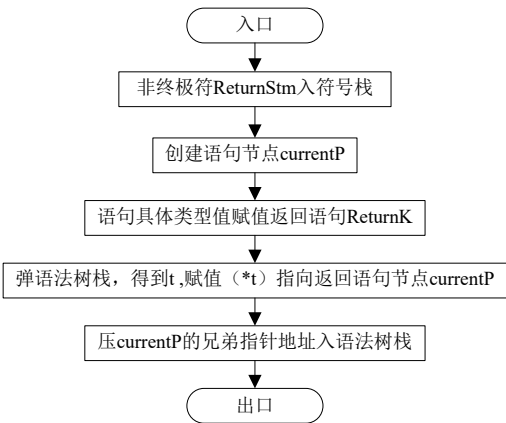 入口
非终极符ReturnStm入符号栈
创建语句节点currentP
语句具体类型值赋值返回语句ReturnK
弹语法树栈，得到t ,赋值（*t）指向返回语句节点currentP
压currentP的兄弟指针地址入语法树栈
出口